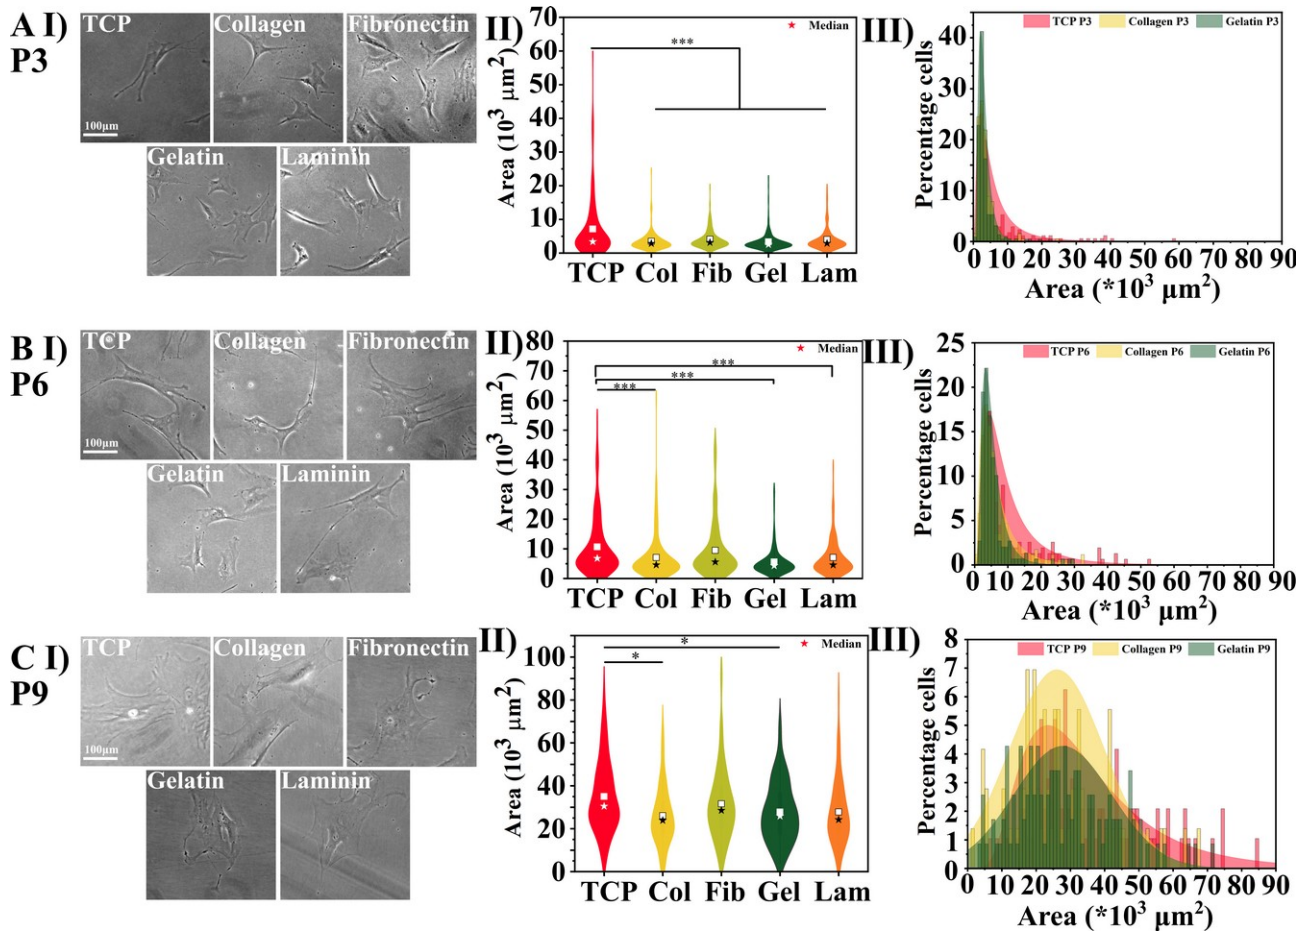 A I)
P3
TCP
Collagen
Fibronectin
100μm
Gelatin
Laminin
II)
★ Median
***
Area (10³ μm²)
70
60
50
40
30
20
10
0
TCP Col Fib Gel Lam
III)
TCP P3 Collagen P3 Gelatin P3
Percentage cells
40
30
20
10
0
0 10 20 30 40 50 60 70 80 90
Area (*10³ μm²)
B I)
P6
TCP
Collagen
Fibronectin
100μm
Gelatin
Laminin
II)
★ Median
***
***
***
Area (10³ μm²)
80
70
60
50
40
30
20
10
0
TCP Col Fib Gel Lam
III)
TCP P6 Collagen P6 Gelatin P6
Percentage cells
25
20
15
10
5
0
0 10 20 30 40 50 60 70 80 90
Area (*10³ μm²)
C I)
P9
TCP
Collagen
Fibronectin
100μm
Gelatin
Laminin
II)
★ Median
*
*
Area (10³ μm²)
100
80
60
40
20
0
TCP Col Fib Gel Lam
III)
TCP P9 Collagen P9 Gelatin P9
Percentage cells
8
7
6
5
4
3
2
1
0
0 10 20 30 40 50 60 70 80 90
Area (*10³ μm²)